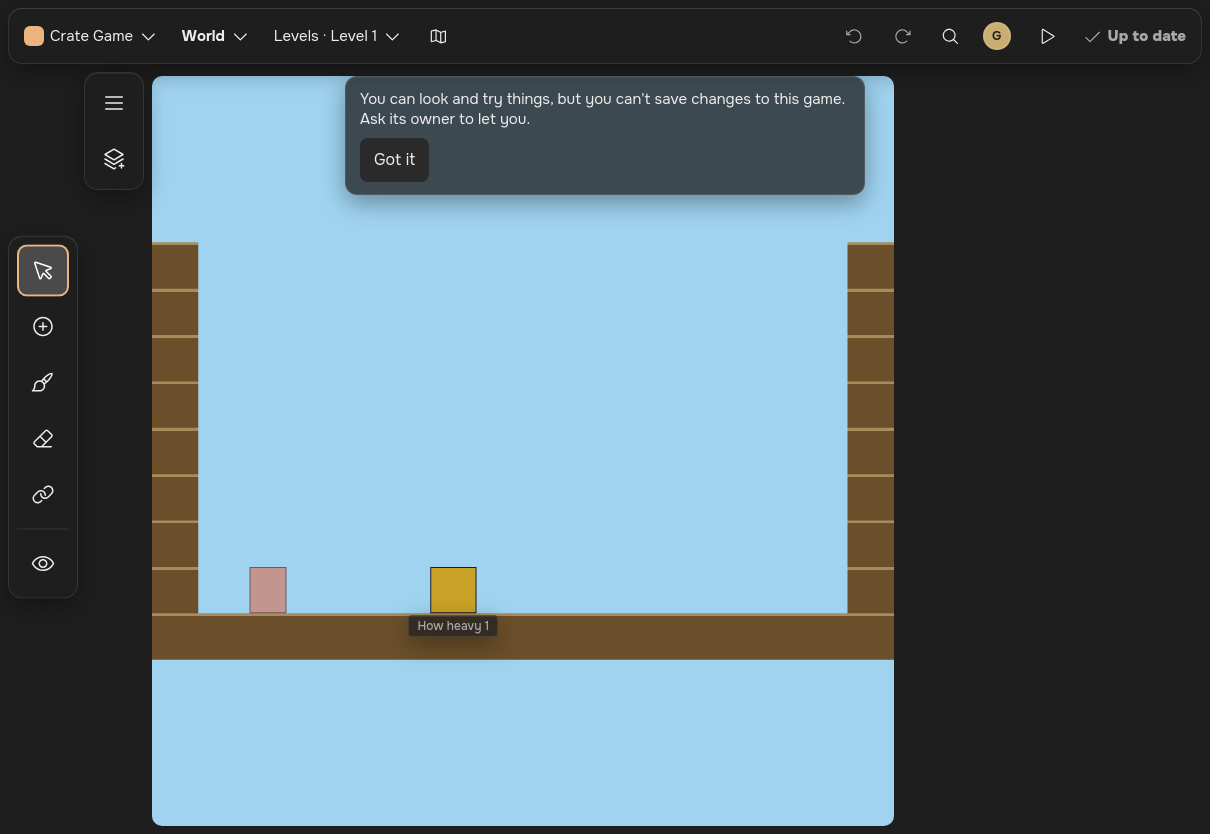 Crate Game
World
Levels · Level 1
G
Up to date
You can look and try things, but you can't save changes to this game.
Ask its owner to let you.
Got it
How heavy 1